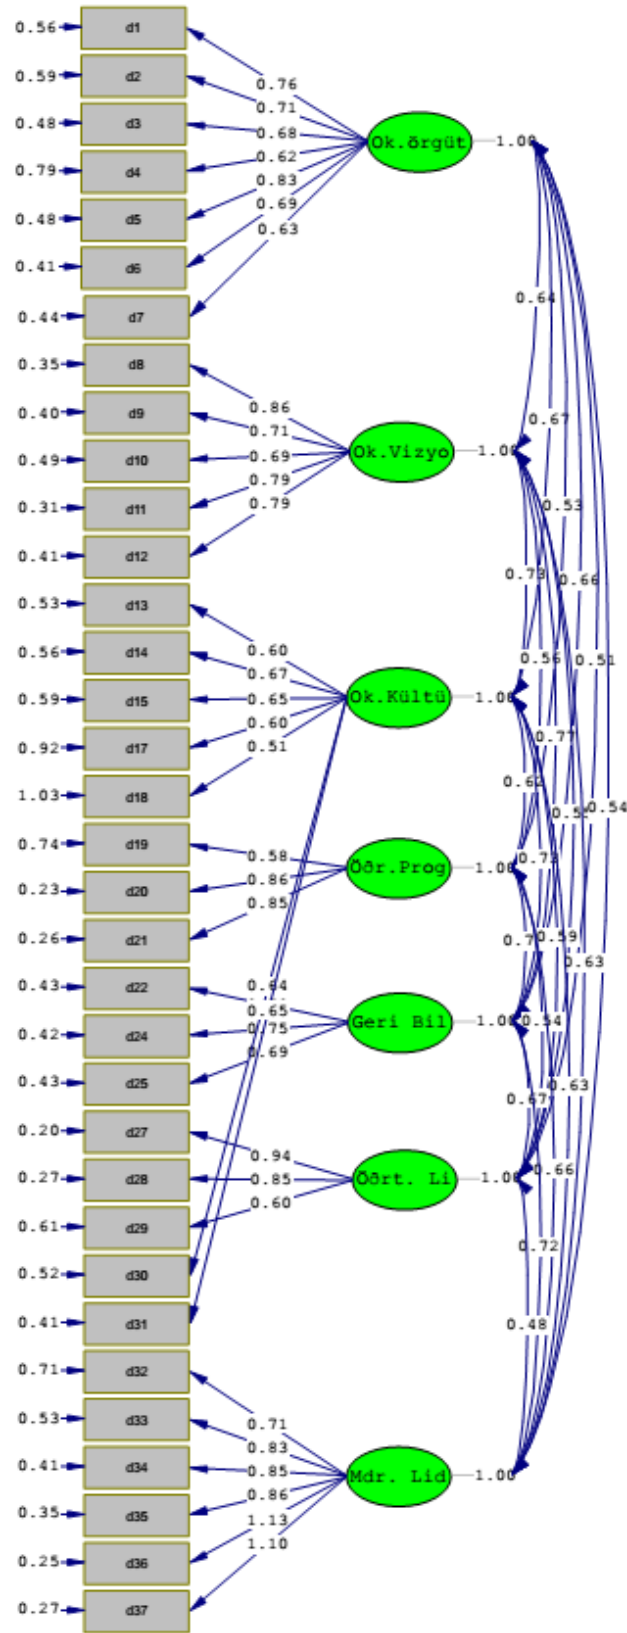 0.56 d1
0.59 d2
0.48 d3
0.79 d4
0.48 d5
0.41 d6
0.44 d7
0.35 d8
0.40 d9
0.49 d10
0.31 d11
0.41 d12
0.53 d13
0.56 d14
0.59 d15
0.92 d17
1.03 d18
0.74 d19
0.23 d20
0.26 d21
0.43 d22
0.42 d24
0.43 d25
0.20 d27
0.27 d28
0.61 d29
0.52 d30
0.41 d31
0.71 d32
0.53 d33
0.41 d34
0.35 d35
0.25 d36
0.27 d37
0.76
0.71
0.68
0.62
0.83
0.69
0.63
Ok.örgüt 1.00
0.86
0.71
0.69
0.79
0.79
Ok.Vizyo 1.00
0.60
0.67
0.65
0.60
0.51
Ok.Kültü 1.00
0.58
0.86
0.85
Öðr.Prog 1.00
0.64
0.65
0.75
0.69
Geri Bil 1.00
0.94
0.85
0.60
Öðrt. Li 1.00
0.71
0.83
0.85
0.86
1.13
1.10
Mdr. Lid 1.00
0.64
0.67
0.53
0.73
0.66
0.56
0.51
0.77
0.62
0.54
0.59
0.63
0.54
0.67
0.63
0.66
0.72
0.48